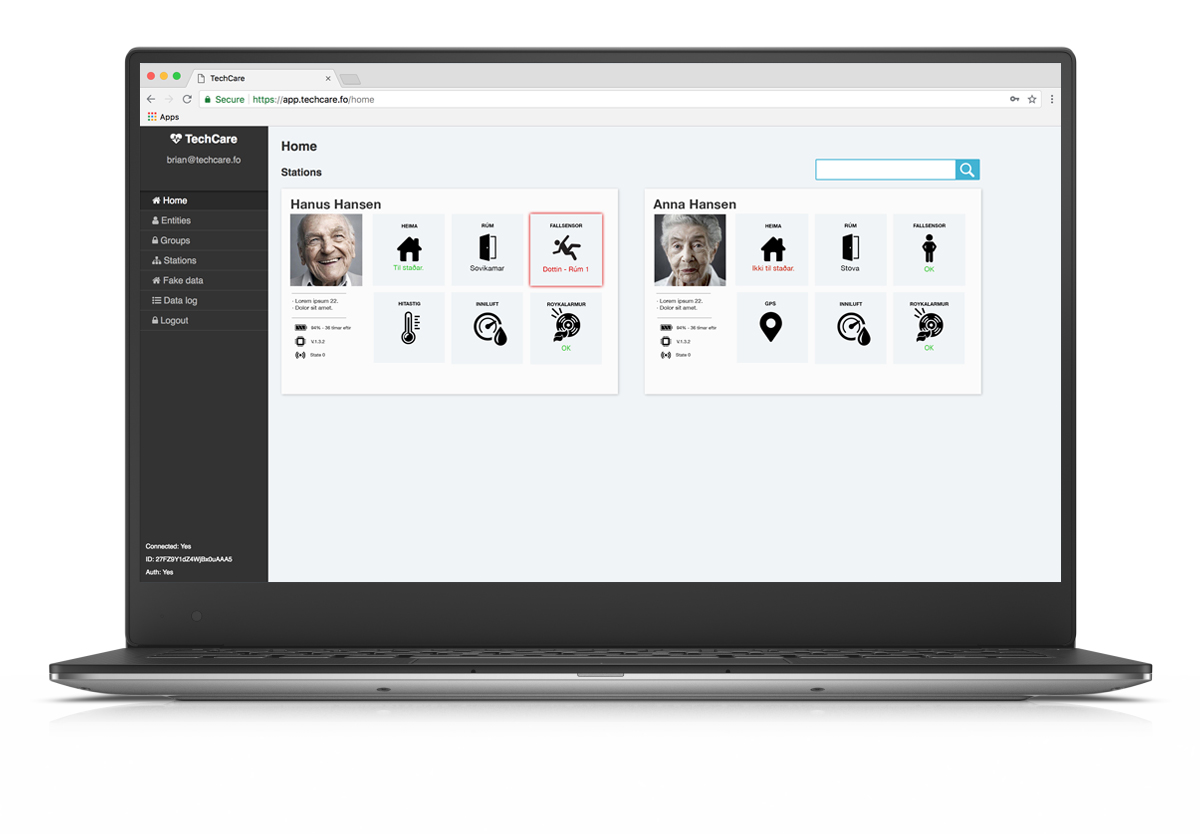 TechCare
Secure https://app.techcare.fo/home
Apps
TechCare
brian@techcare.fo
Home
Entities
Groups
Stations
Fake data
Data log
Logout
Connected: Yes
ID: 27FZ9Y1dZ4WjBx0uAAA5
Auth: Yes
Home
Stations
Hanus Hansen
HEIMA
Til staðar.
RÚM
Sovikamar
FALLSENSOR
Dottin - Rúm 1
- Lorem ipsum 22.
- Dolor sit amet.
94% - 36 tímar eftir
V.1.3.2
State 0
HITASTIG
INNILUFT
ROYKALARMUR
OK
Anna Hansen
HEIMA
Ikki til staðar.
RÚM
Stova
FALLSENSOR
OK
- Lorem ipsum 22.
- Dolor sit amet.
94% - 36 tímar eftir
V.1.3.2
State 0
GPS
INNILUFT
ROYKALARMUR
OK